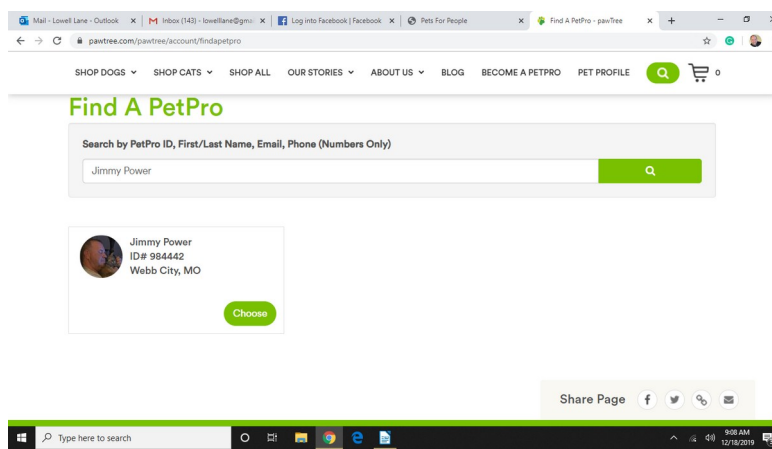 Mail - Lowell Lane - Outlook
Inbox (143) - lowelllane@gmai
Log into Facebook | Facebook
Pets For People
Find A PetPro - pawTree
pawtree.com/pawtree/account/findapetpro
SHOP DOGS SHOP CATS SHOP ALL OUR STORIES ABOUT US BLOG BECOME A PETPRO PET PROFILE 0
Find A PetPro
Search by PetPro ID, First/Last Name, Email, Phone (Numbers Only)
Jimmy Power
Jimmy Power
ID# 984442
Webb City, MO
Choose
Share Page
Type here to search
9:08 AM
12/18/2019